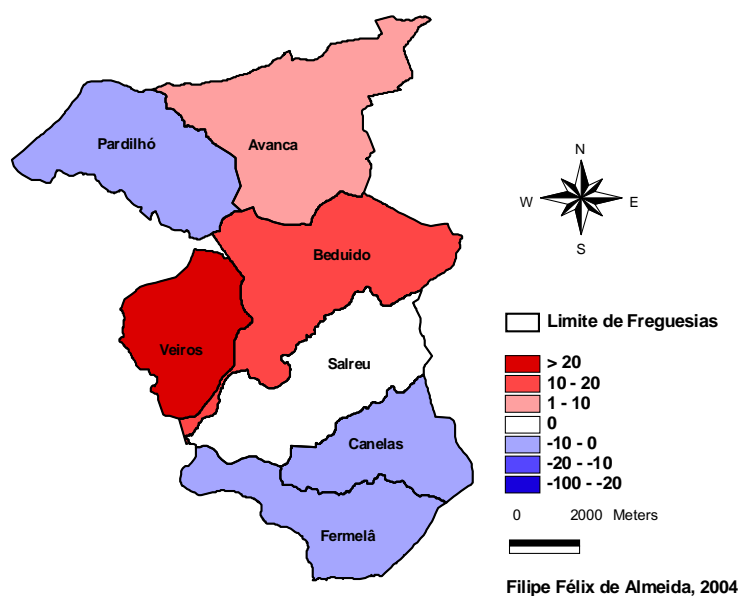 Pardilhó
Avanca
N
W
E
S
Beduido
Veiros
Salreu
Canelas
Fermelâ
Limite de Freguesias
> 20
10 - 20
1 - 10
0
-10 - 0
-20 - -10
-100 - -20
0 2000 Meters
Filipe Félix de Almeida, 2004